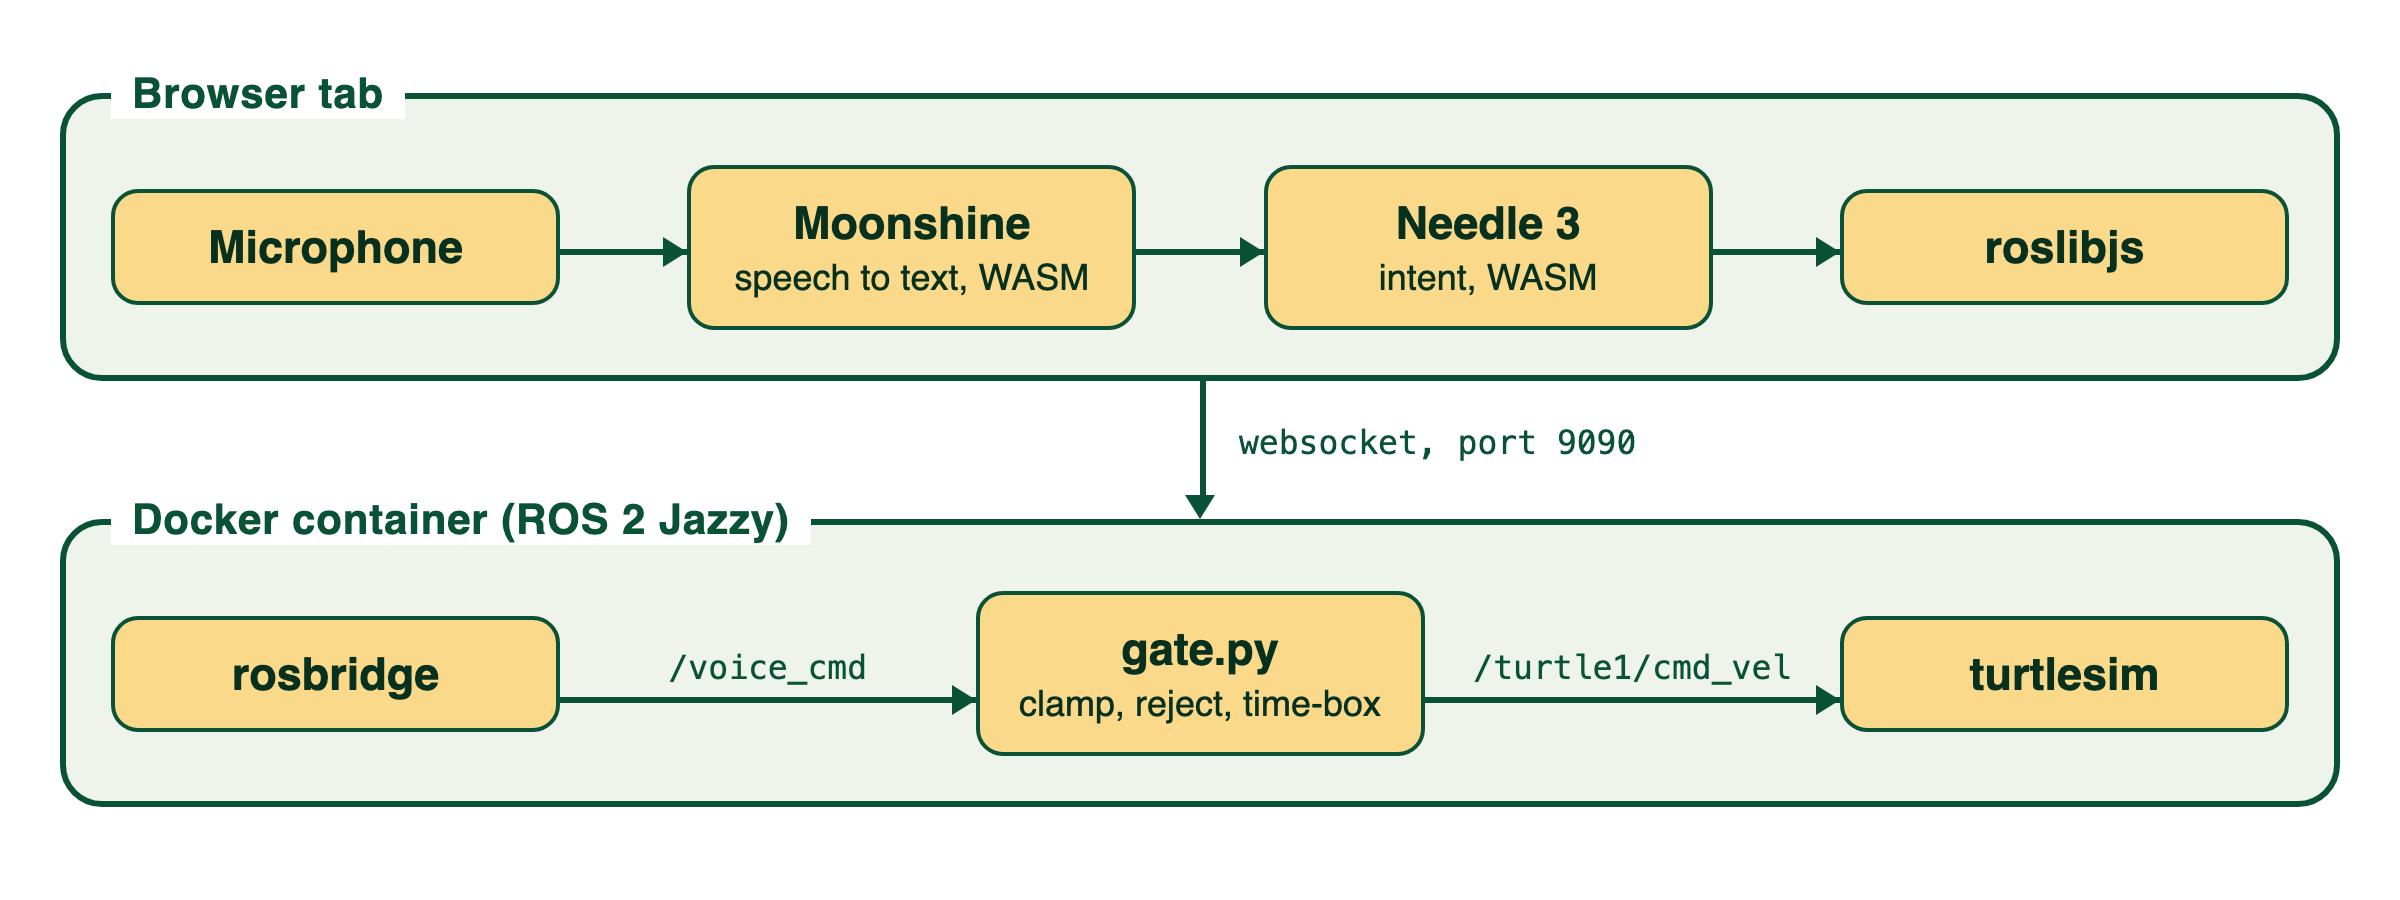 Browser tab
Microphone
Moonshine
speech to text, WASM
Needle 3
intent, WASM
roslibjs
websocket, port 9090
Docker container (ROS 2 Jazzy)
rosbridge
/voice_cmd
gate.py
clamp, reject, time-box
/turtle1/cmd_vel
turtlesim